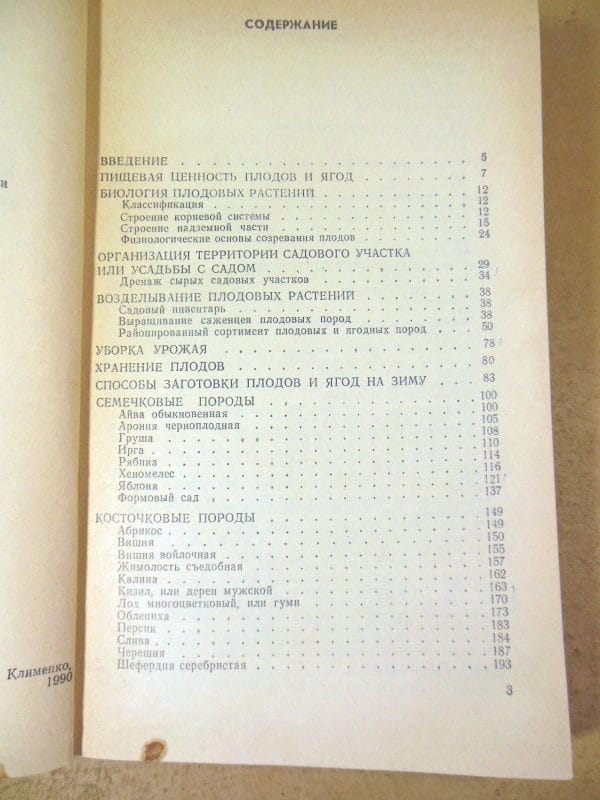 и
Клименко,
1990
СОДЕРЖАНИЕ
ВВЕДЕНИЕ . . . . . . . . . . . . . . . . . 5
ПИЩЕВАЯ ЦЕННОСТЬ ПЛОДОВ И ЯГОД . . . . . . . 7
БИОЛОГИЯ ПЛОДОВЫХ РАСТЕНИЙ . . . . . . . . . 12
Классификация . . . . . . . . . . . . . . . 12
Строение корневой системы . . . . . . . . . . 12
Строение надземной части . . . . . . . . . . 15
Физиологические основы созревания плодов . . . . . . 24
ОРГАНИЗАЦИЯ ТЕРРИТОРИИ САДОВОГО УЧАСТКА
ИЛИ УСАДЬБЫ С САДОМ . . . . . . . . . . . . 29
Дренаж сырых садовых участков . . . . . . . . . 34
ВОЗДЕЛЫВАНИЕ ПЛОДОВЫХ РАСТЕНИЙ . . . . . . . 38
Садовый инвентарь . . . . . . . . . . . . . 38
Выращивание саженцев плодовых пород . . . . . . . 38
Районированный сортимент плодовых и ягодных пород . . . 50
УБОРКА УРОЖАЯ . . . . . . . . . . . . . . 78
ХРАНЕНИЕ ПЛОДОВ . . . . . . . . . . . . . 80
СПОСОБЫ ЗАГОТОВКИ ПЛОДОВ И ЯГОД НА ЗИМУ . . . . 83
СЕМЕЧКОВЫЕ ПОРОДЫ . . . . . . . . . . . . 100
Айва обыкновенная . . . . . . . . . . . . . 100
Арония черноплодная . . . . . . . . . . . . 105
Груша . . . . . . . . . . . . . . . . . 108
Ирга . . . . . . . . . . . . . . . . . . 110
Рябина . . . . . . . . . . . . . . . . . 114
Хеномелес . . . . . . . . . . . . . . . . 116
Яблоня . . . . . . . . . . . . . . . . . 121
Формовый сад . . . . . . . . . . . . . . . 137
КОСТОЧКОВЫЕ ПОРОДЫ . . . . . . . . . . . . 149
Абрикос . . . . . . . . . . . . . . . . . 149
Вишня . . . . . . . . . . . . . . . . . 150
Вишня войлочная . . . . . . . . . . . . . . 155
Жимолость съедобная . . . . . . . . . . . . 157
Калина . . . . . . . . . . . . . . . . . 162
Кизил, или дерен мужской . . . . . . . . . . 163
Лох многоцветковый, или гуми . . . . . . . . . 170
Облепиха . . . . . . . . . . . . . . . . 173
Персик . . . . . . . . . . . . . . . . . 183
Слива . . . . . . . . . . . . . . . . . 184
Черешня . . . . . . . . . . . . . . . . 187
Шефердия серебристая . . . . . . . . . . . . 193
3